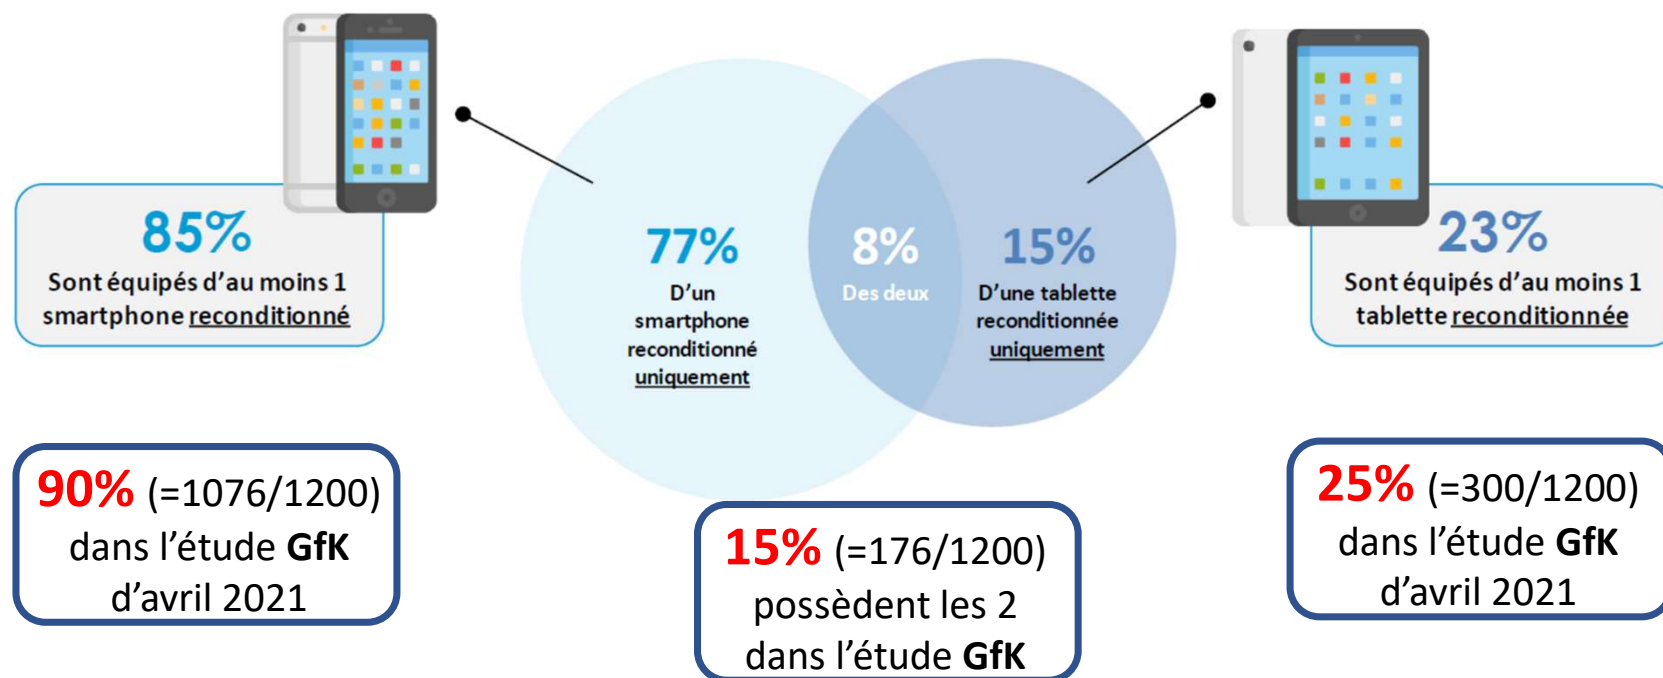 85%
Sont équipés d'au moins 1
smartphone reconditionné
77%
D'un
smartphone
reconditionné
uniquement
8%
Des deux
15%
D'une tablette
reconditionnée
uniquement
23%
Sont équipés d'au moins 1
tablette reconditionnée
90% (=1076/1200)
dans l'étude GfK
d'avril 2021
15% (=176/1200)
possèdent les 2
dans l'étude GfK
25% (=300/1200)
dans l'étude GfK
d'avril 2021